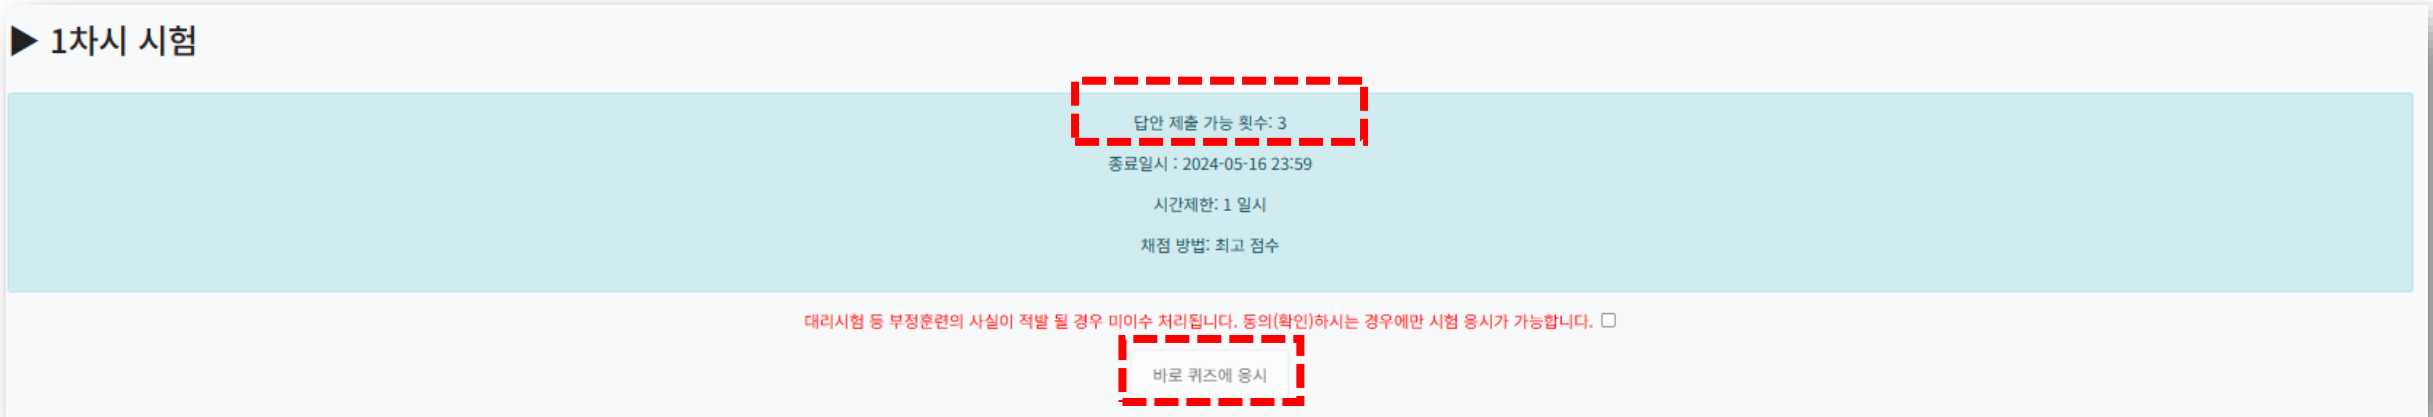 ▶ 1차시 시험
답안 제출 가능 횟수: 3
종료일시 : 2024-05-16 23:59
시간제한: 1 일시
채점 방법: 최고 점수
대리시험 등 부정훈련의 사실이 적발 될 경우 미이수 처리됩니다. 동의(확인)하시는 경우에만 시험 응시가 가능합니다.
바로 퀴즈에 응시